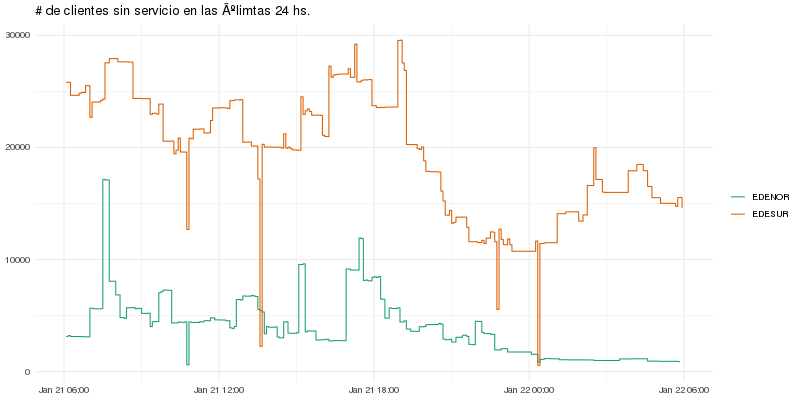 # de clientes sin servicio en las Ãºlimtas 24 hs.
30000
20000
10000
0
Jan 21 06:00
Jan 21 12:00
Jan 21 18:00
Jan 22 00:00
Jan 22 06:00
EDENOR
EDESUR